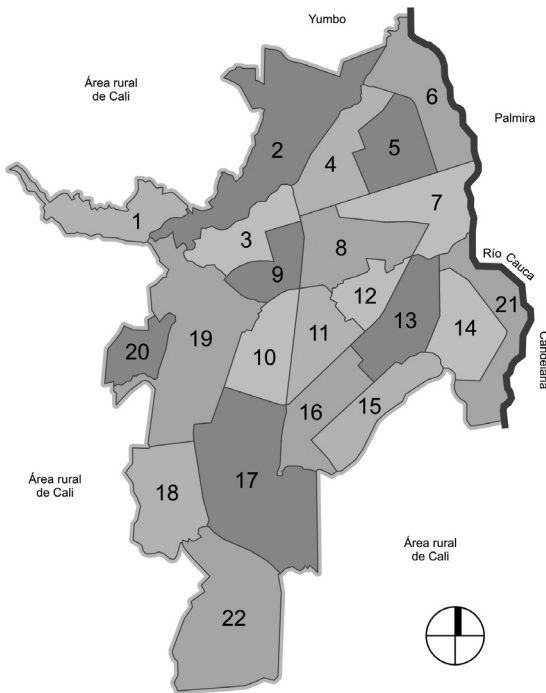 Yumbo
Área rural
de Cali
6
Palmira
2
5
4
7
1
3
8
Río Cauca
9
21
12
13
14
19
11
20
10
Candelaria
15
16
17
18
Área rural
de Cali
Área rural
de Cali
22